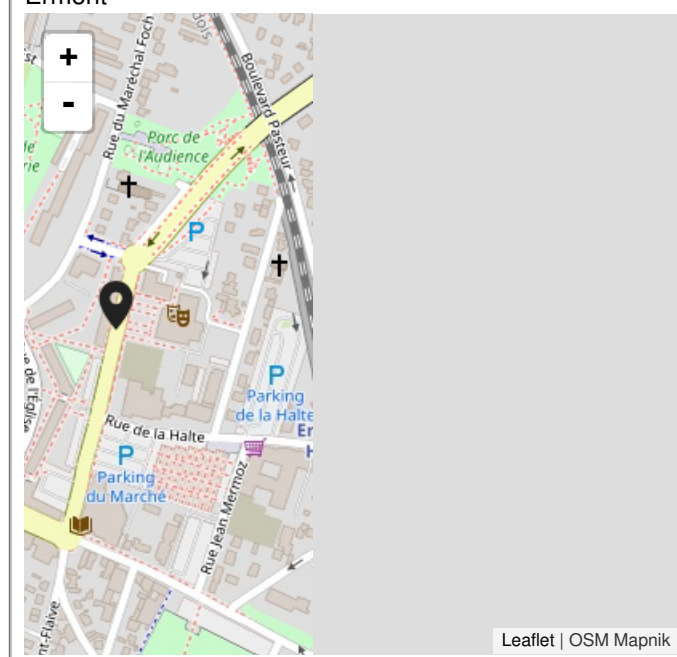 Ermont
+
-
Rue du Maréchal Foch
Boulevard Pasteur
Parc de
l'Audience
P
P
Parking
de la Halte
Rue de la Halte
P
Parking
du Marché
Rue Jean Mermoz
Leaflet | OSM Mapnik